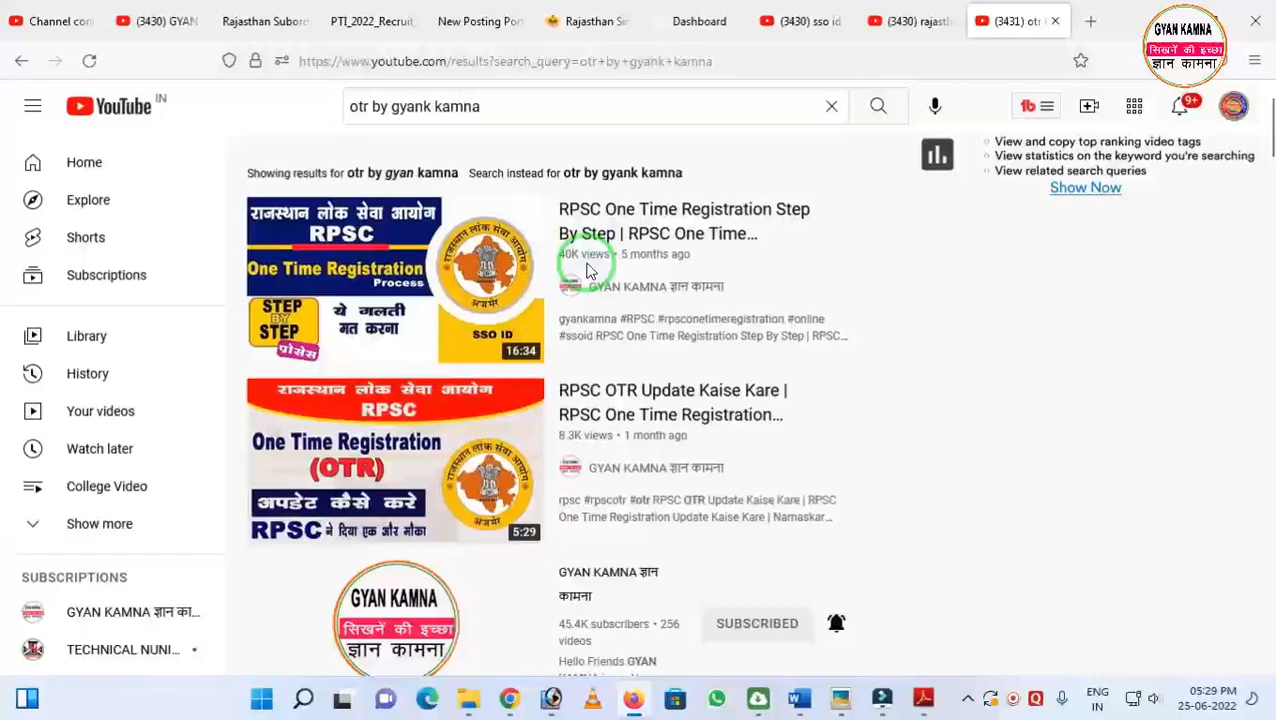 Channel conte
(3430) GYAN
Rajasthan Subord
PTI_2022_Recruit
New Posting Port
Rajasthan Sin
Dashboard
(3430) sso id
(3430) rajasth
(3431) otr
GYAN KAMNA
सिखनें की इच्छा
ज्ञान कामना
https://www.youtube.com/results?search_query=otr+by+gyank+kamna
YouTube IN
otr by gyank kamna
9+
View and copy top ranking video tags
View statistics on the keyword you're searching
View related search queries
Show Now
Home
Explore
Shorts
Subscriptions
Library
History
Your videos
Watch later
College Video
Show more
SUBSCRIPTIONS
GYAN KAMNA ज्ञान का...
TECHNICAL NUNI...
Showing results for otr by gyan kamna Search instead for otr by gyank kamna
राजस्थान लोक सेवा आयोग
RPSC
One Time Registration
Process
STEP
BY
STEP
प्रोसेस
ये गलती
मत करना
SSO ID
16:34
RPSC One Time Registration Step
By Step | RPSC One Time...
40K views • 5 months ago
GYAN KAMNA ज्ञान कामना
gyankamna #RPSC #rpsconetimeregistration #online
#ssoid RPSC One Time Registration Step By Step | RPSC...
राजस्थान लोक सेवा आयोग
RPSC
One Time Registration
(OTR)
अपडेट कैसे करे
RPSC ने दिया एक और मौका
5:29
RPSC OTR Update Kaise Kare |
RPSC One Time Registration...
8.3K views • 1 month ago
GYAN KAMNA ज्ञान कामना
rpsc #rpscotr #otr RPSC OTR Update Kaise Kare | RPSC
One Time Registration Update Kaise Kare | Namaskar...
GYAN KAMNA
सिखनें की इच्छा
ज्ञान कामना
GYAN KAMNA ज्ञान
कामना
45.4K subscribers • 256
videos
Hello Friends GYAN
SUBSCRIBED
ENG
IN
05:29 PM
25-06-2022